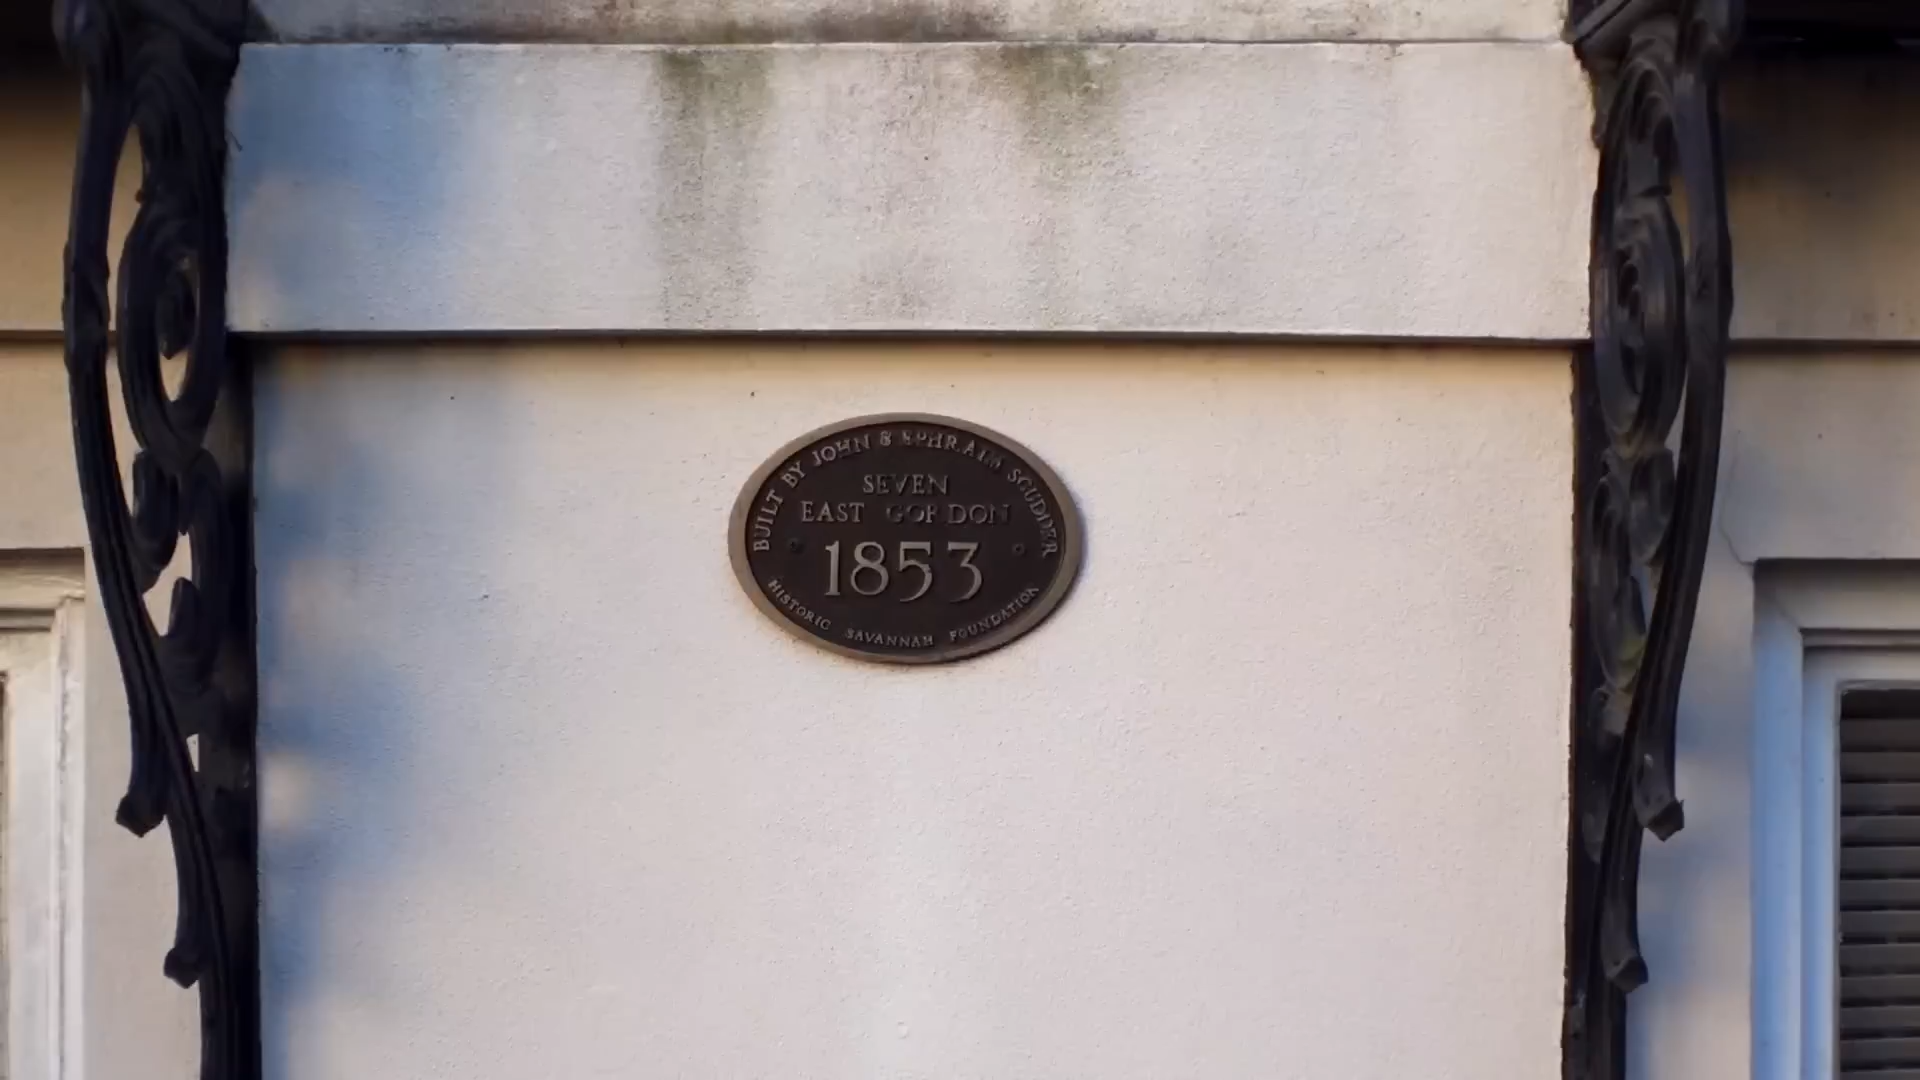 BUILT BY JOHN & EPHRAIM SCUDDER
SEVEN
EAST GORDON
1853
HISTORIC SAVANNAH FOUNDATION